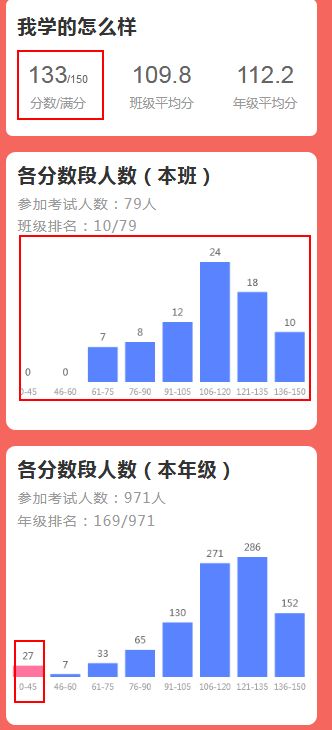 我学的怎么样
133/150 109.8 112.2
分数/满分 班级平均分 年级平均分
各分数段人数（本班）
参加考试人数：79人
班级排名：10/79
0 0 7 8 12 24 18 10
0-45 46-60 61-75 76-90 91-105 106-120 121-135 136-150
各分数段人数（本年级）
参加考试人数：971人
年级排名：169/971
27 7 33 65 130 271 286 152
0-45 46-60 61-75 76-90 91-105 106-120 121-135 136-150